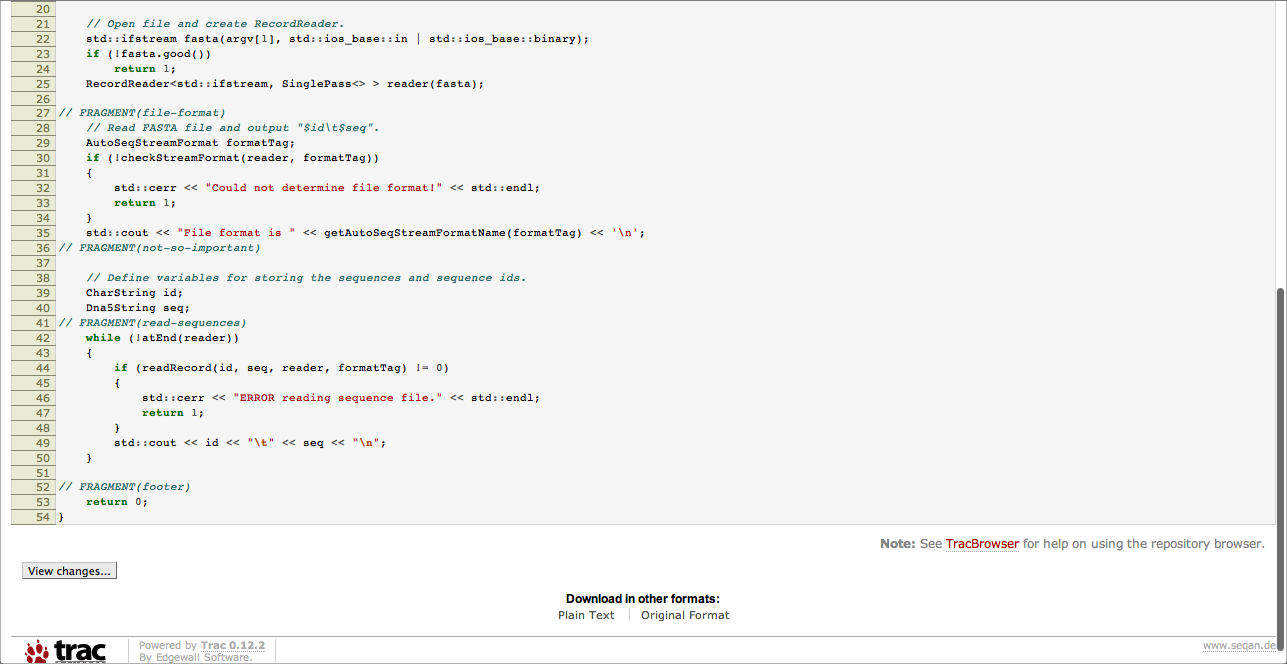 20
21     // Open file and create RecordReader.
22     std::ifstream fasta(argv[1], std::ios_base::in | std::ios_base::binary);
23     if (!fasta.good())
24         return 1;
25     RecordReader<std::ifstream, SinglePass<> > reader(fasta);
26
27 // FRAGMENT(file-format)
28     // Read FASTA file and output "$id\t$seq".
29     AutoSeqStreamFormat formatTag;
30     if (!checkStreamFormat(reader, formatTag))
31     {
32         std::cerr << "Could not determine file format!" << std::endl;
33         return 1;
34     }
35     std::cout << "File format is " << getAutoSeqStreamFormatName(formatTag) << '\n';
36 // FRAGMENT(not-so-important)
37
38     // Define variables for storing the sequences and sequence ids.
39     CharString id;
40     Dna5String seq;
41 // FRAGMENT(read-sequences)
42     while (!atEnd(reader))
43     {
44         if (readRecord(id, seq, reader, formatTag) != 0)
45         {
46             std::cerr << "ERROR reading sequence file." << std::endl;
47             return 1;
48         }
49         std::cout << id << "\t" << seq << "\n";
50     }
51
52 // FRAGMENT(footer)
53     return 0;
54 }
Note: See TracBrowser for help on using the repository browser.
View changes...
Download in other formats:
Plain Text | Original Format
trac
Powered by Trac 0.12.2
By Edgewall Software.
www.seqan.de